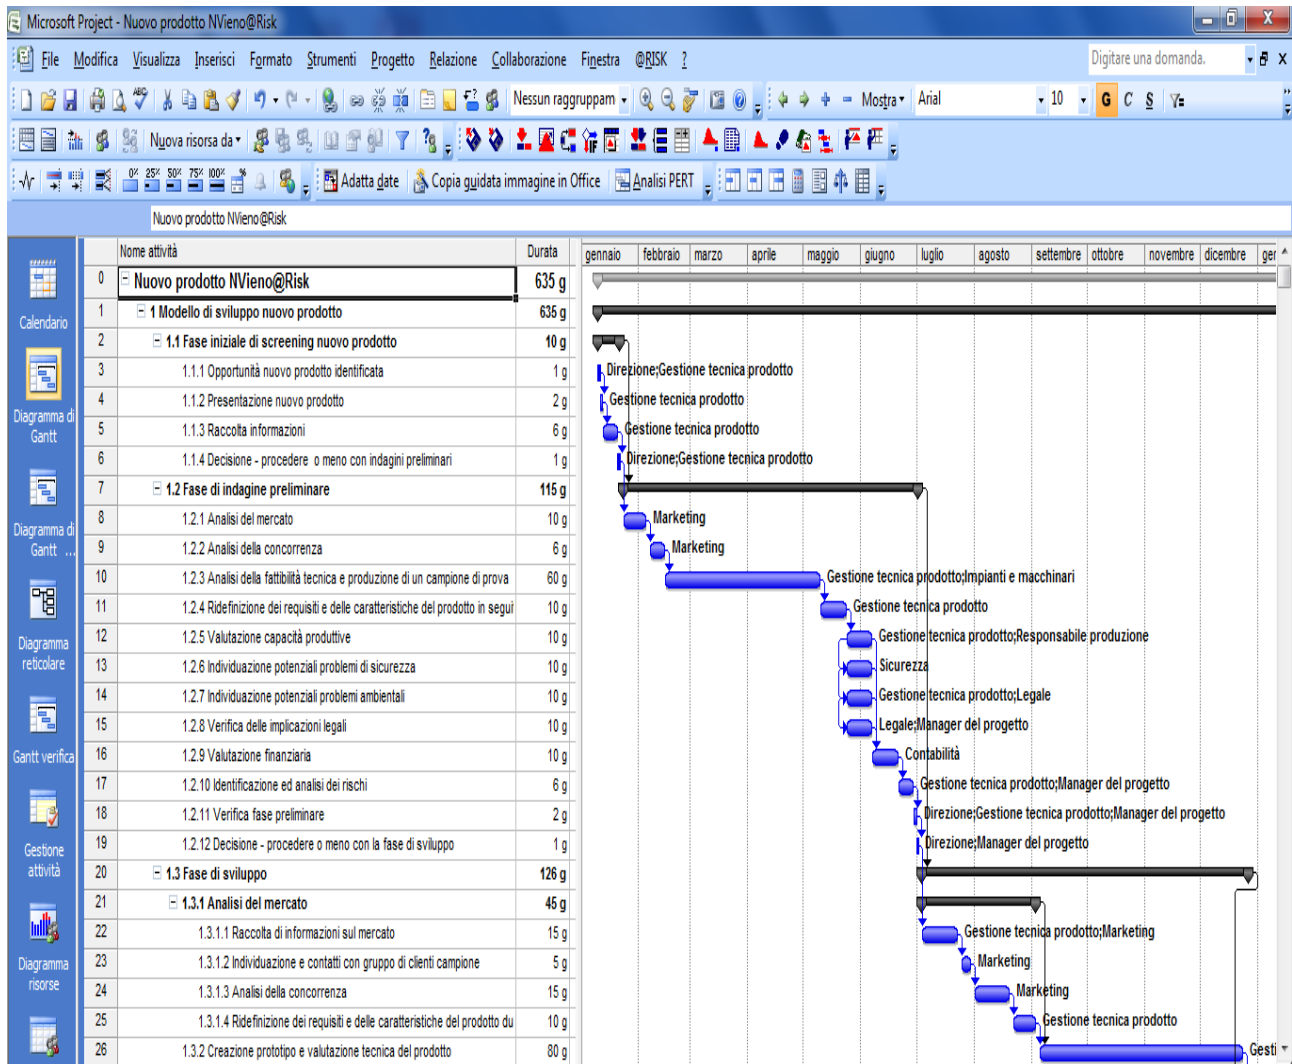 Microsoft Project - Nuovo prodotto NVieno@Risk
File Modifica Visualizza Inserisci Formato Strumenti Progetto Relazione Collaborazione Finestra @RISK ? Digitare una domanda.
Nessun raggruppam Mostra Arial 10 G C S
Nuova risorsa da
0% 25% 50% 75% 100% Adatta date Copia guidata immagine in Office Analisi PERT
Nuovo prodotto NVieno@Risk
Nome attività Durata gennaio febbraio marzo aprile maggio giugno luglio agosto settembre ottobre novembre dicembre ger
0 Nuovo prodotto NVieno@Risk 635 g
1 1 Modello di sviluppo nuovo prodotto 635 g
2 1.1 Fase iniziale di screening nuovo prodotto 10 g
3 1.1.1 Opportunità nuovo prodotto identificata 1 g Direzione;Gestione tecnica prodotto
4 1.1.2 Presentazione nuovo prodotto 2 g Gestione tecnica prodotto
5 1.1.3 Raccolta informazioni 6 g Gestione tecnica prodotto
6 1.1.4 Decisione - procedere o meno con indagini preliminari 1 g Direzione;Gestione tecnica prodotto
7 1.2 Fase di indagine preliminare 115 g
8 1.2.1 Analisi del mercato 10 g Marketing
9 1.2.2 Analisi della concorrenza 6 g Marketing
10 1.2.3 Analisi della fattibilità tecnica e produzione di un campione di prova 60 g Gestione tecnica prodotto;Impianti e macchinari
11 1.2.4 Ridefinizione dei requisiti e delle caratteristiche del prodotto in segui 10 g Gestione tecnica prodotto
12 1.2.5 Valutazione capacità produttive 10 g Gestione tecnica prodotto;Responsabile produzione
13 1.2.6 Individuazione potenziali problemi di sicurezza 10 g Sicurezza
14 1.2.7 Individuazione potenziali problemi ambientali 10 g Gestione tecnica prodotto;Legale
15 1.2.8 Verifica delle implicazioni legali 10 g Legale;Manager del progetto
16 1.2.9 Valutazione finanziaria 10 g Contabilità
17 1.2.10 Identificazione ed analisi dei rischi 6 g Gestione tecnica prodotto;Manager del progetto
18 1.2.11 Verifica fase preliminare 2 g Direzione;Gestione tecnica prodotto;Manager del progetto
19 1.2.12 Decisione - procedere o meno con la fase di sviluppo 1 g Direzione;Manager del progetto
20 1.3 Fase di sviluppo 126 g
21 1.3.1 Analisi del mercato 45 g
22 1.3.1.1 Raccolta di informazioni sul mercato 15 g Gestione tecnica prodotto;Marketing
23 1.3.1.2 Individuazione e contatti con gruppo di clienti campione 5 g Marketing
24 1.3.1.3 Analisi della concorrenza 15 g Marketing
25 1.3.1.4 Ridefinizione dei requisiti e delle caratteristiche del prodotto du 10 g Gestione tecnica prodotto
26 1.3.2 Creazione prototipo e valutazione tecnica del prodotto 80 g Gesti
Calendario
Diagramma di
Gantt
Diagramma di
Gantt ...
Diagramma
reticolare
Gantt verifica
Gestione
attività
Diagramma
risorse